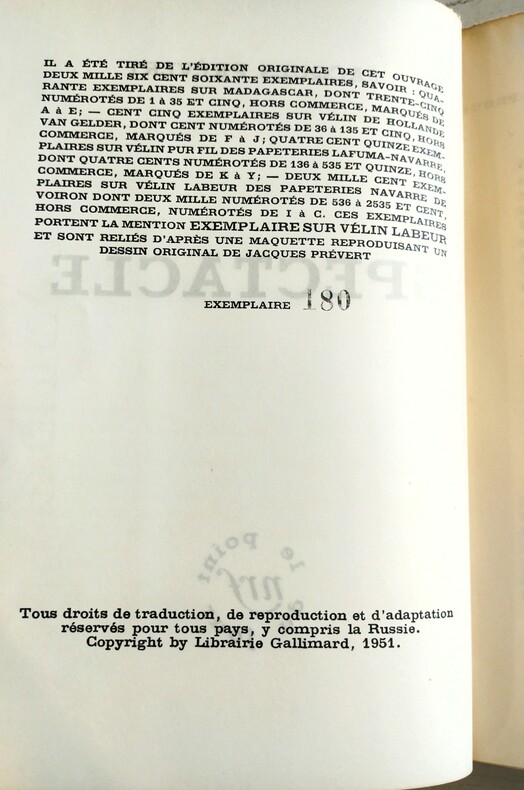 IL A ÉTÉ TIRÉ DE L'ÉDITION ORIGINALE DE CET OUVRAGE
DEUX MILLE SIX CENT SOIXANTE EXEMPLAIRES, SAVOIR : QUA-
RANTE EXEMPLAIRES SUR MADAGASCAR, DONT TRENTE-CINQ
NUMÉROTÉS DE 1 à 35 ET CINQ, HORS COMMERCE, MARQUÉS DE
A à E; — CENT CINQ EXEMPLAIRES SUR VÉLIN DE HOLLANDE
VAN GELDER, DONT CENT NUMÉROTÉS DE 36 à 135 ET CINQ, HORS
COMMERCE, MARQUÉS DE F à J; QUATRE CENT QUINZE EXEM-
PLAIRES SUR VÉLIN PUR FIL DES PAPETERIES LAFUMA-NAVARRE,
DONT QUATRE CENTS NUMÉROTÉS DE 136 à 535 ET QUINZE, HORS
COMMERCE, MARQUÉS DE K à Y; — DEUX MILLE CENT EXEM-
PLAIRES SUR VÉLIN LABEUR DES PAPETERIES NAVARRE DE
VOIRON DONT DEUX MILLE NUMÉROTÉS DE 536 à 2535 ET CENT,
HORS COMMERCE, NUMÉROTÉS DE I à C. CES EXEMPLAIRES
PORTENT LA MENTION EXEMPLAIRE SUR VÉLIN LABEUR
ET SONT RELIÉS D'APRÈS UNE MAQUETTE REPRODUISANT UN
DESSIN ORIGINAL DE JACQUES PRÉVERT
SPECTACLE
EXEMPLAIRE 180
le Point
nrf
Tous droits de traduction, de reproduction et d'adaptation
réservés pour tous pays, y compris la Russie.
Copyright by Librairie Gallimard, 1951.